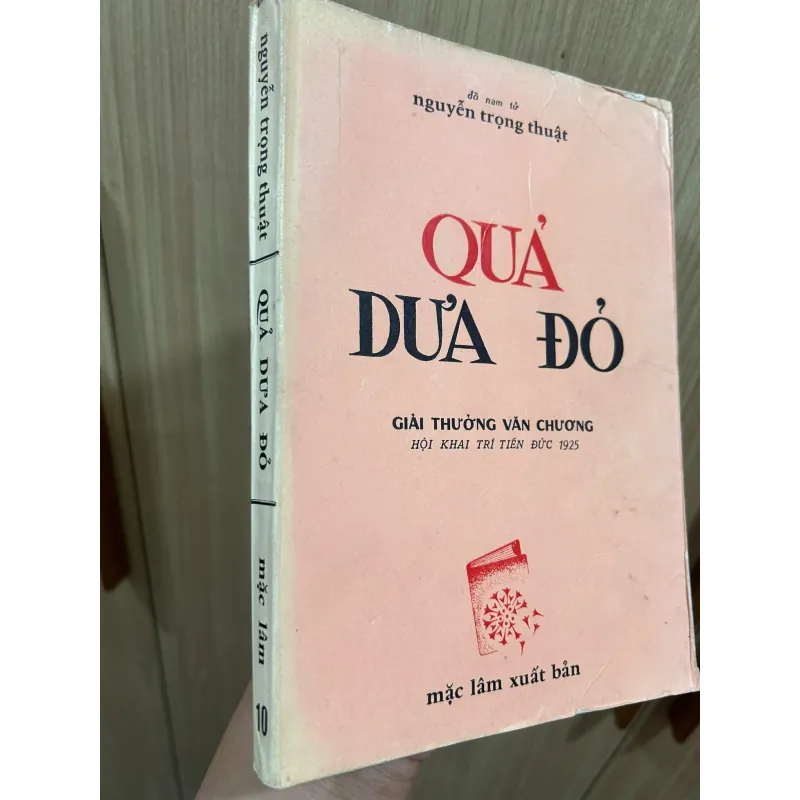 đồ nam tử
nguyễn trọng thuật
QUẢ
DƯA ĐỎ
GIẢI THƯỞNG VĂN CHƯƠNG
HỘI KHAI TRÍ TIẾN ĐỨC 1925
mặc lâm xuất bản
nguyễn trọng thuật
QUẢ DƯA ĐỎ
mặc lâm
10